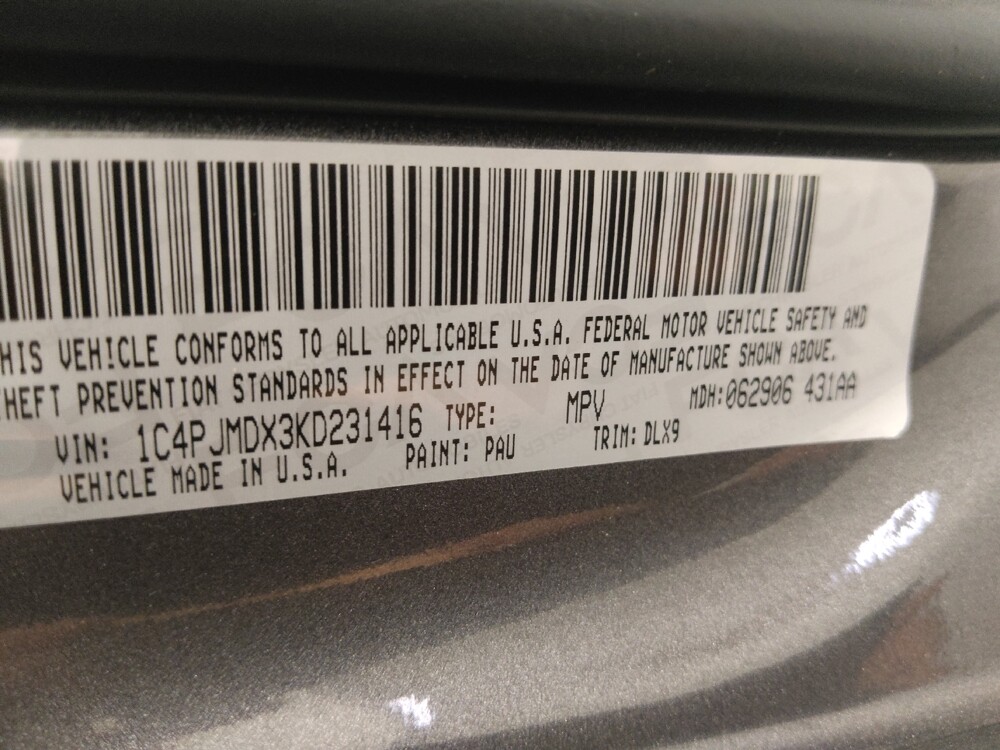 HIS VEHICLE CONFORMS TO ALL APPLICABLE U.S.A. FEDERAL MOTOR VEHICLE SAFETY AND
HEFT PREVENTION STANDARDS IN EFFECT ON THE DATE OF MANUFACTURE SHOWN ABOVE.
VIN: 1C4PJMDX3KD231416 TYPE: MPV MDH:062906 431AA
VEHICLE MADE IN U.S.A. PAINT: PAU TRIM: DLX9